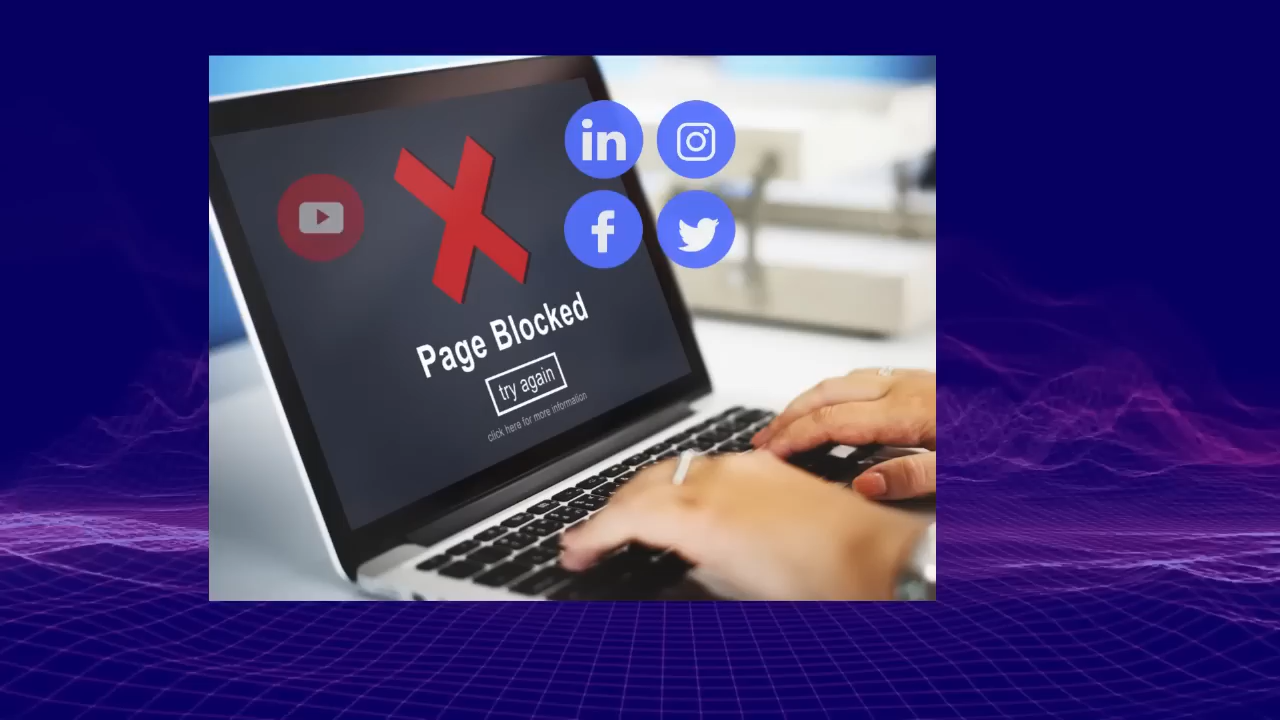 in
f
Page Blocked
try again
click here for more information